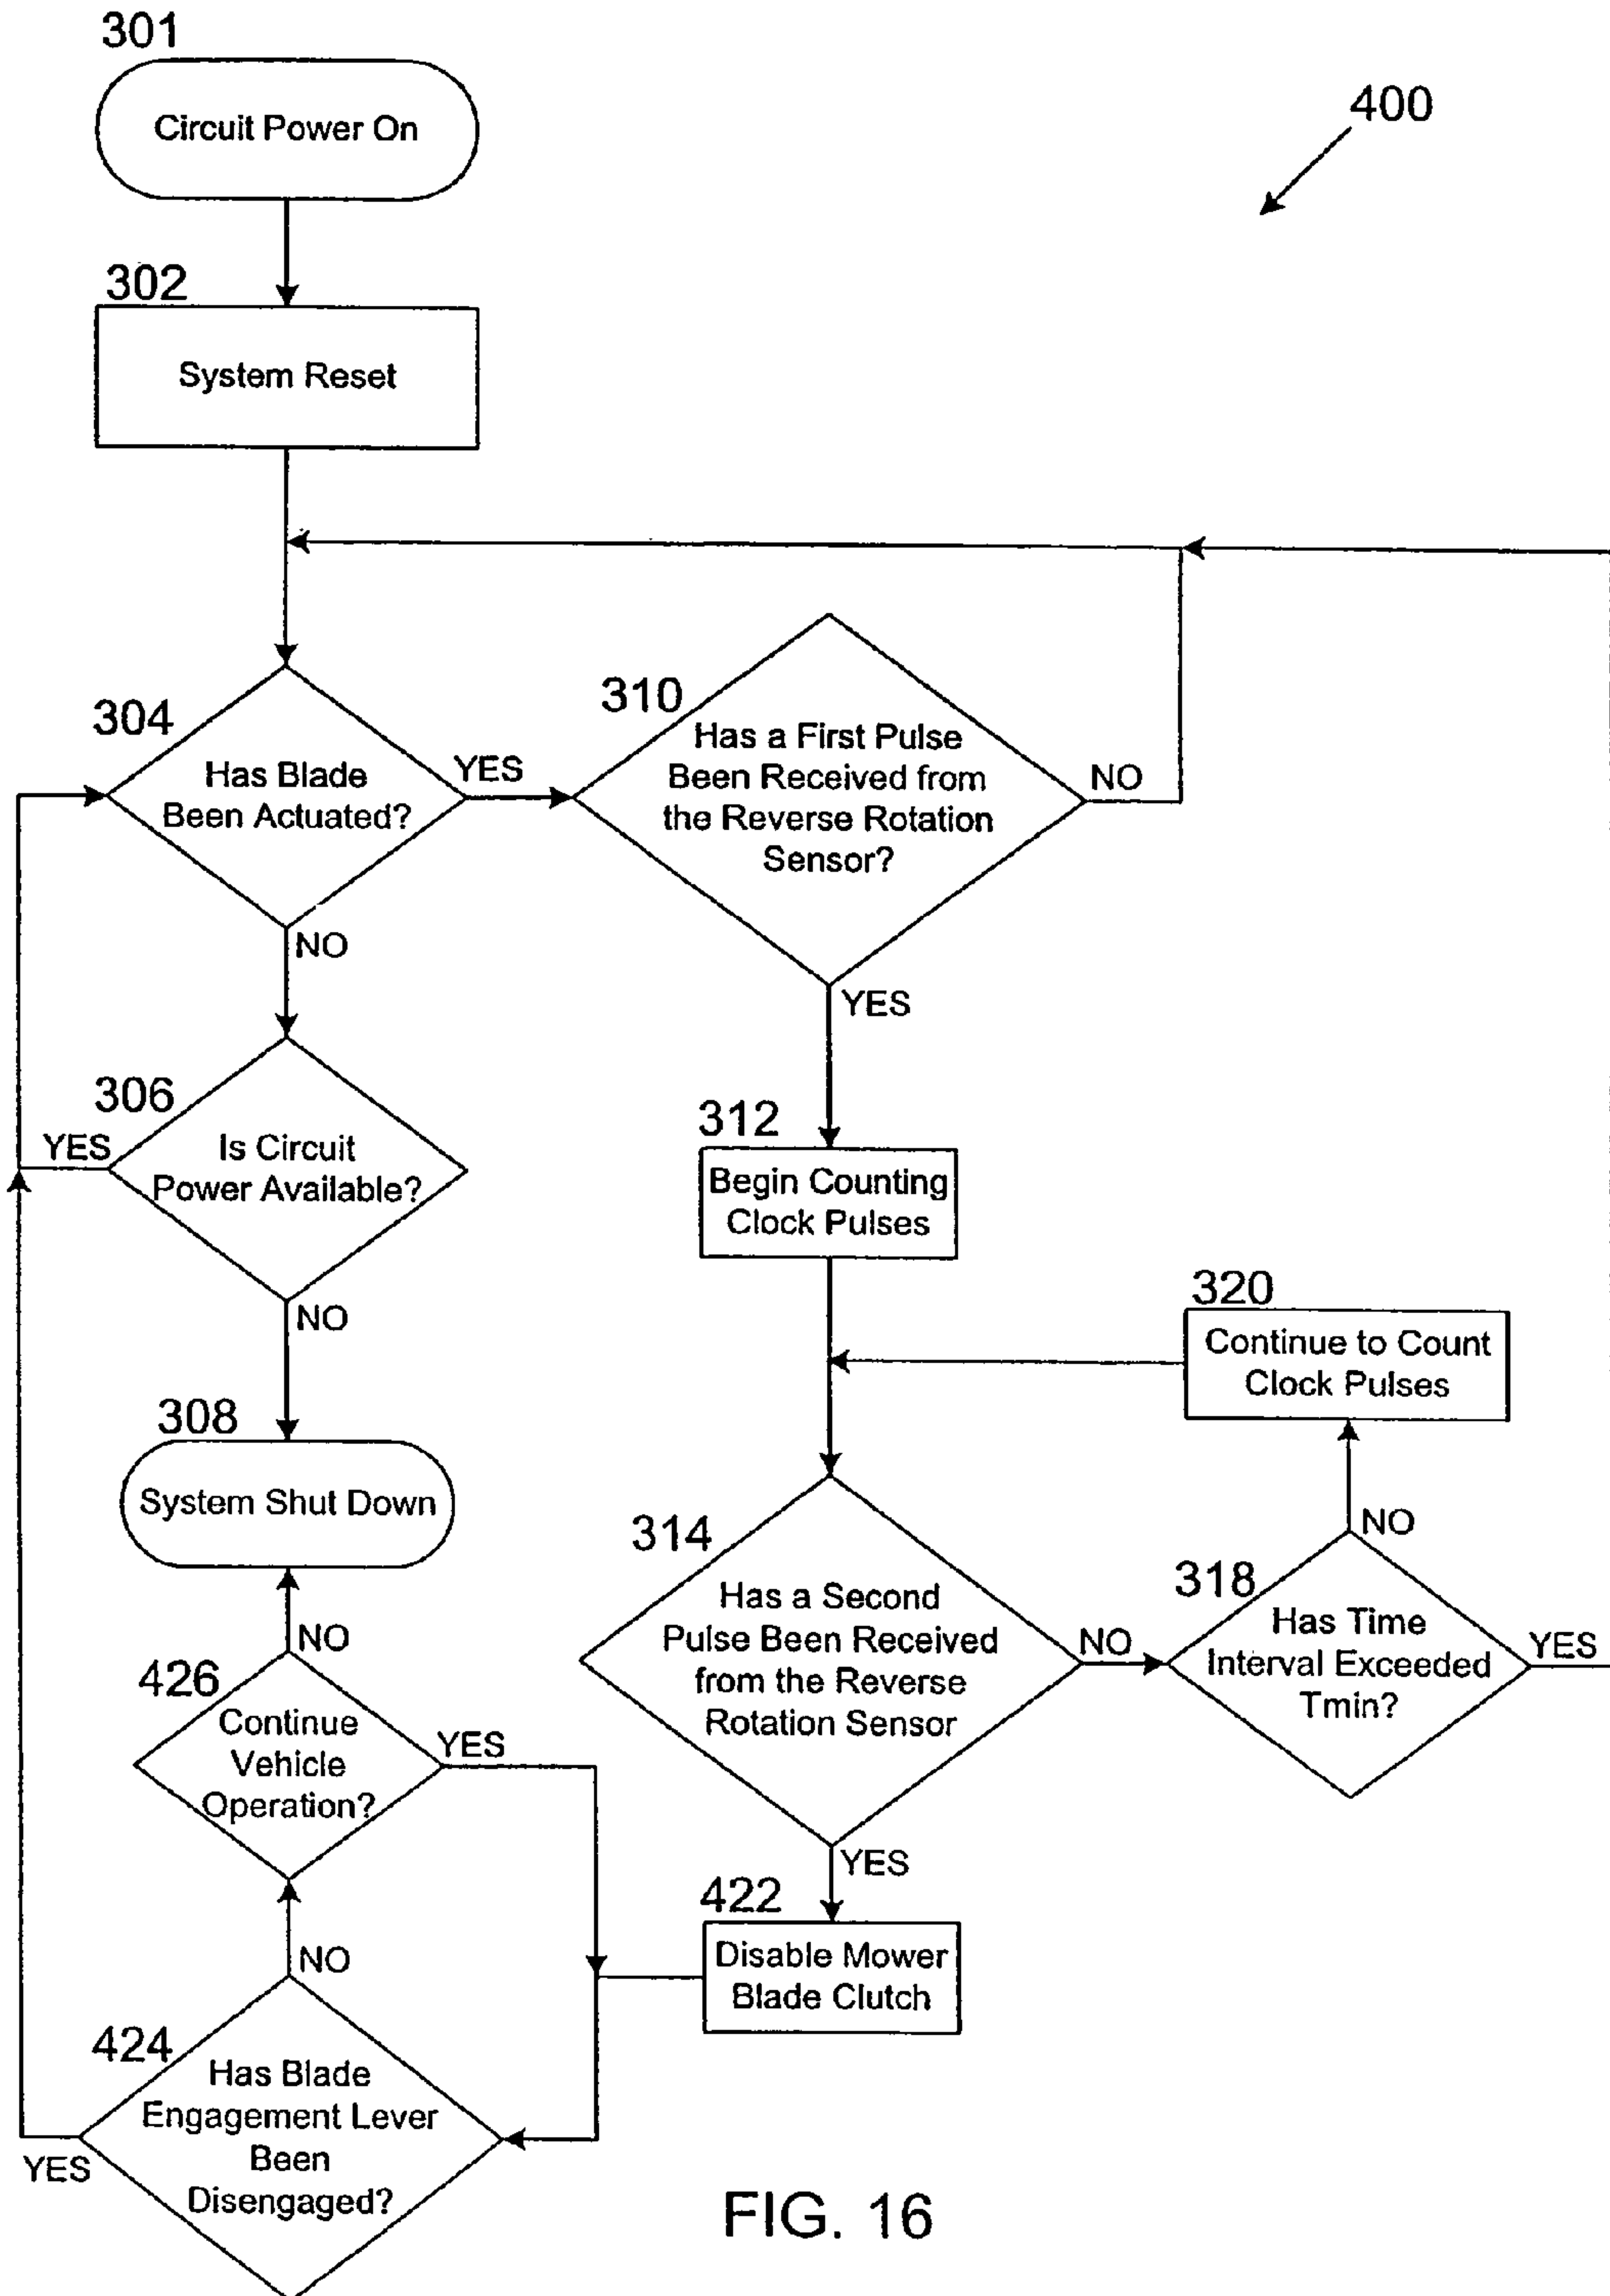 301
Circuit Power On
400
302
System Reset
304
Has Blade
Been Actuated?
YES
NO
310
Has a First Pulse
Been Received from
the Reverse Rotation
Sensor?
NO
YES
306
Is Circuit
Power Available?
YES
NO
312
Begin Counting
Clock Pulses
320
Continue to Count
Clock Pulses
308
System Shut Down
314
Has a Second
Pulse Been Received
from the Reverse
Rotation Sensor
NO
YES
318
Has Time
Interval Exceeded
Tmin?
NO
YES
426
Continue
Vehicle
Operation?
NO
YES
422
Disable Mower
Blade Clutch
424
Has Blade
Engagement Lever
Been
Disengaged?
NO
YES
FIG. 16